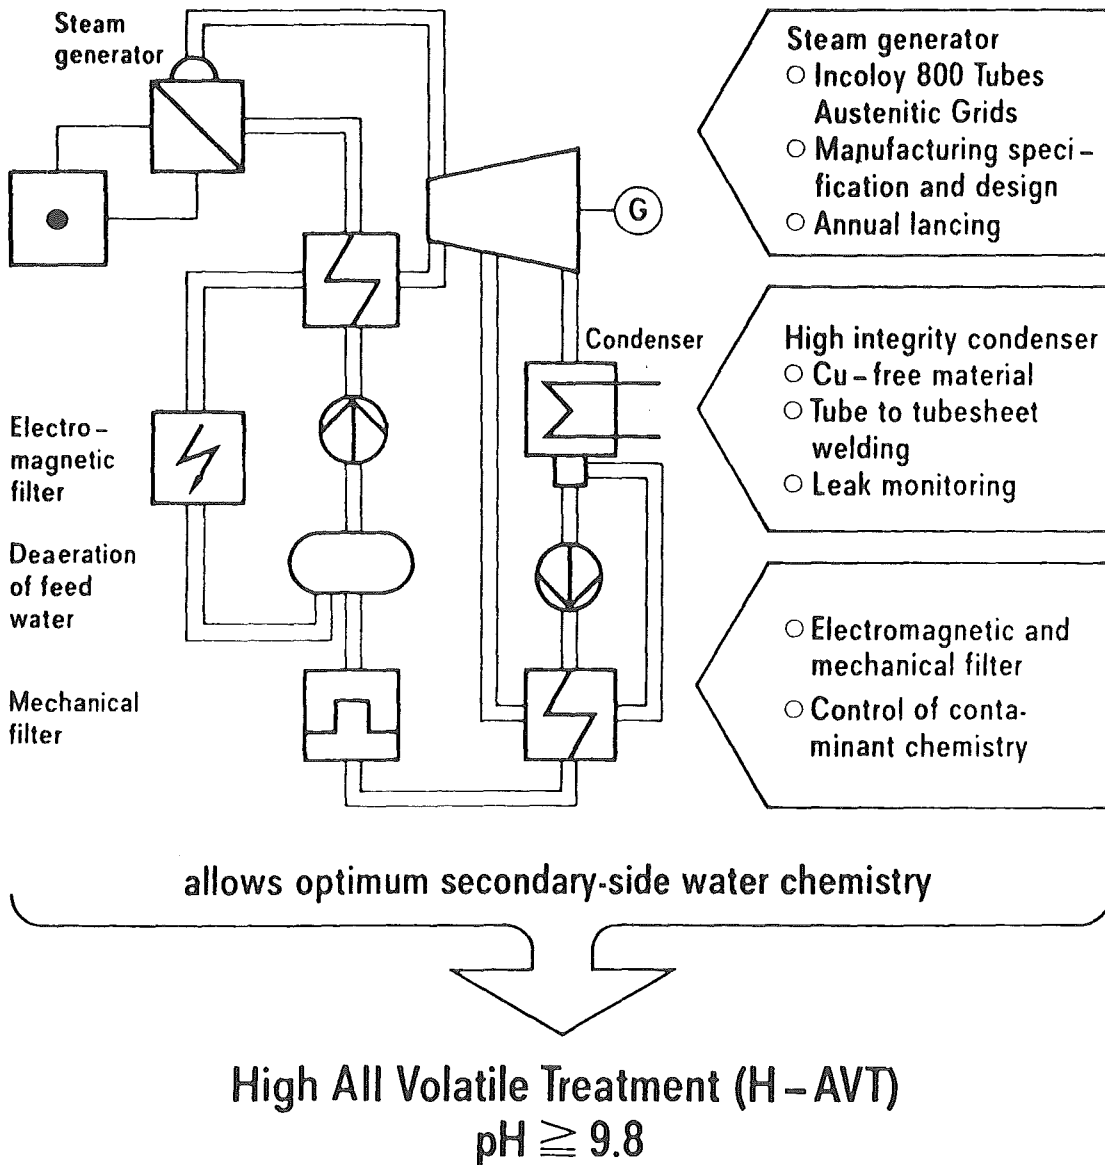 Steam
generator
G
Condenser
Electro–
magnetic
filter
Deaeration
of feed
water
Mechanical
filter
Steam generator
○ Incoloy 800 Tubes
Austenitic Grids
○ Manufacturing speci–
fication and design
○ Annual lancing
High integrity condenser
○ Cu–free material
○ Tube to tubesheet
welding
○ Leak monitoring
○ Electromagnetic and
mechanical filter
○ Control of conta-
minant chemistry
allows optimum secondary-side water chemistry
High All Volatile Treatment (H–AVT)
pH ≧ 9.8